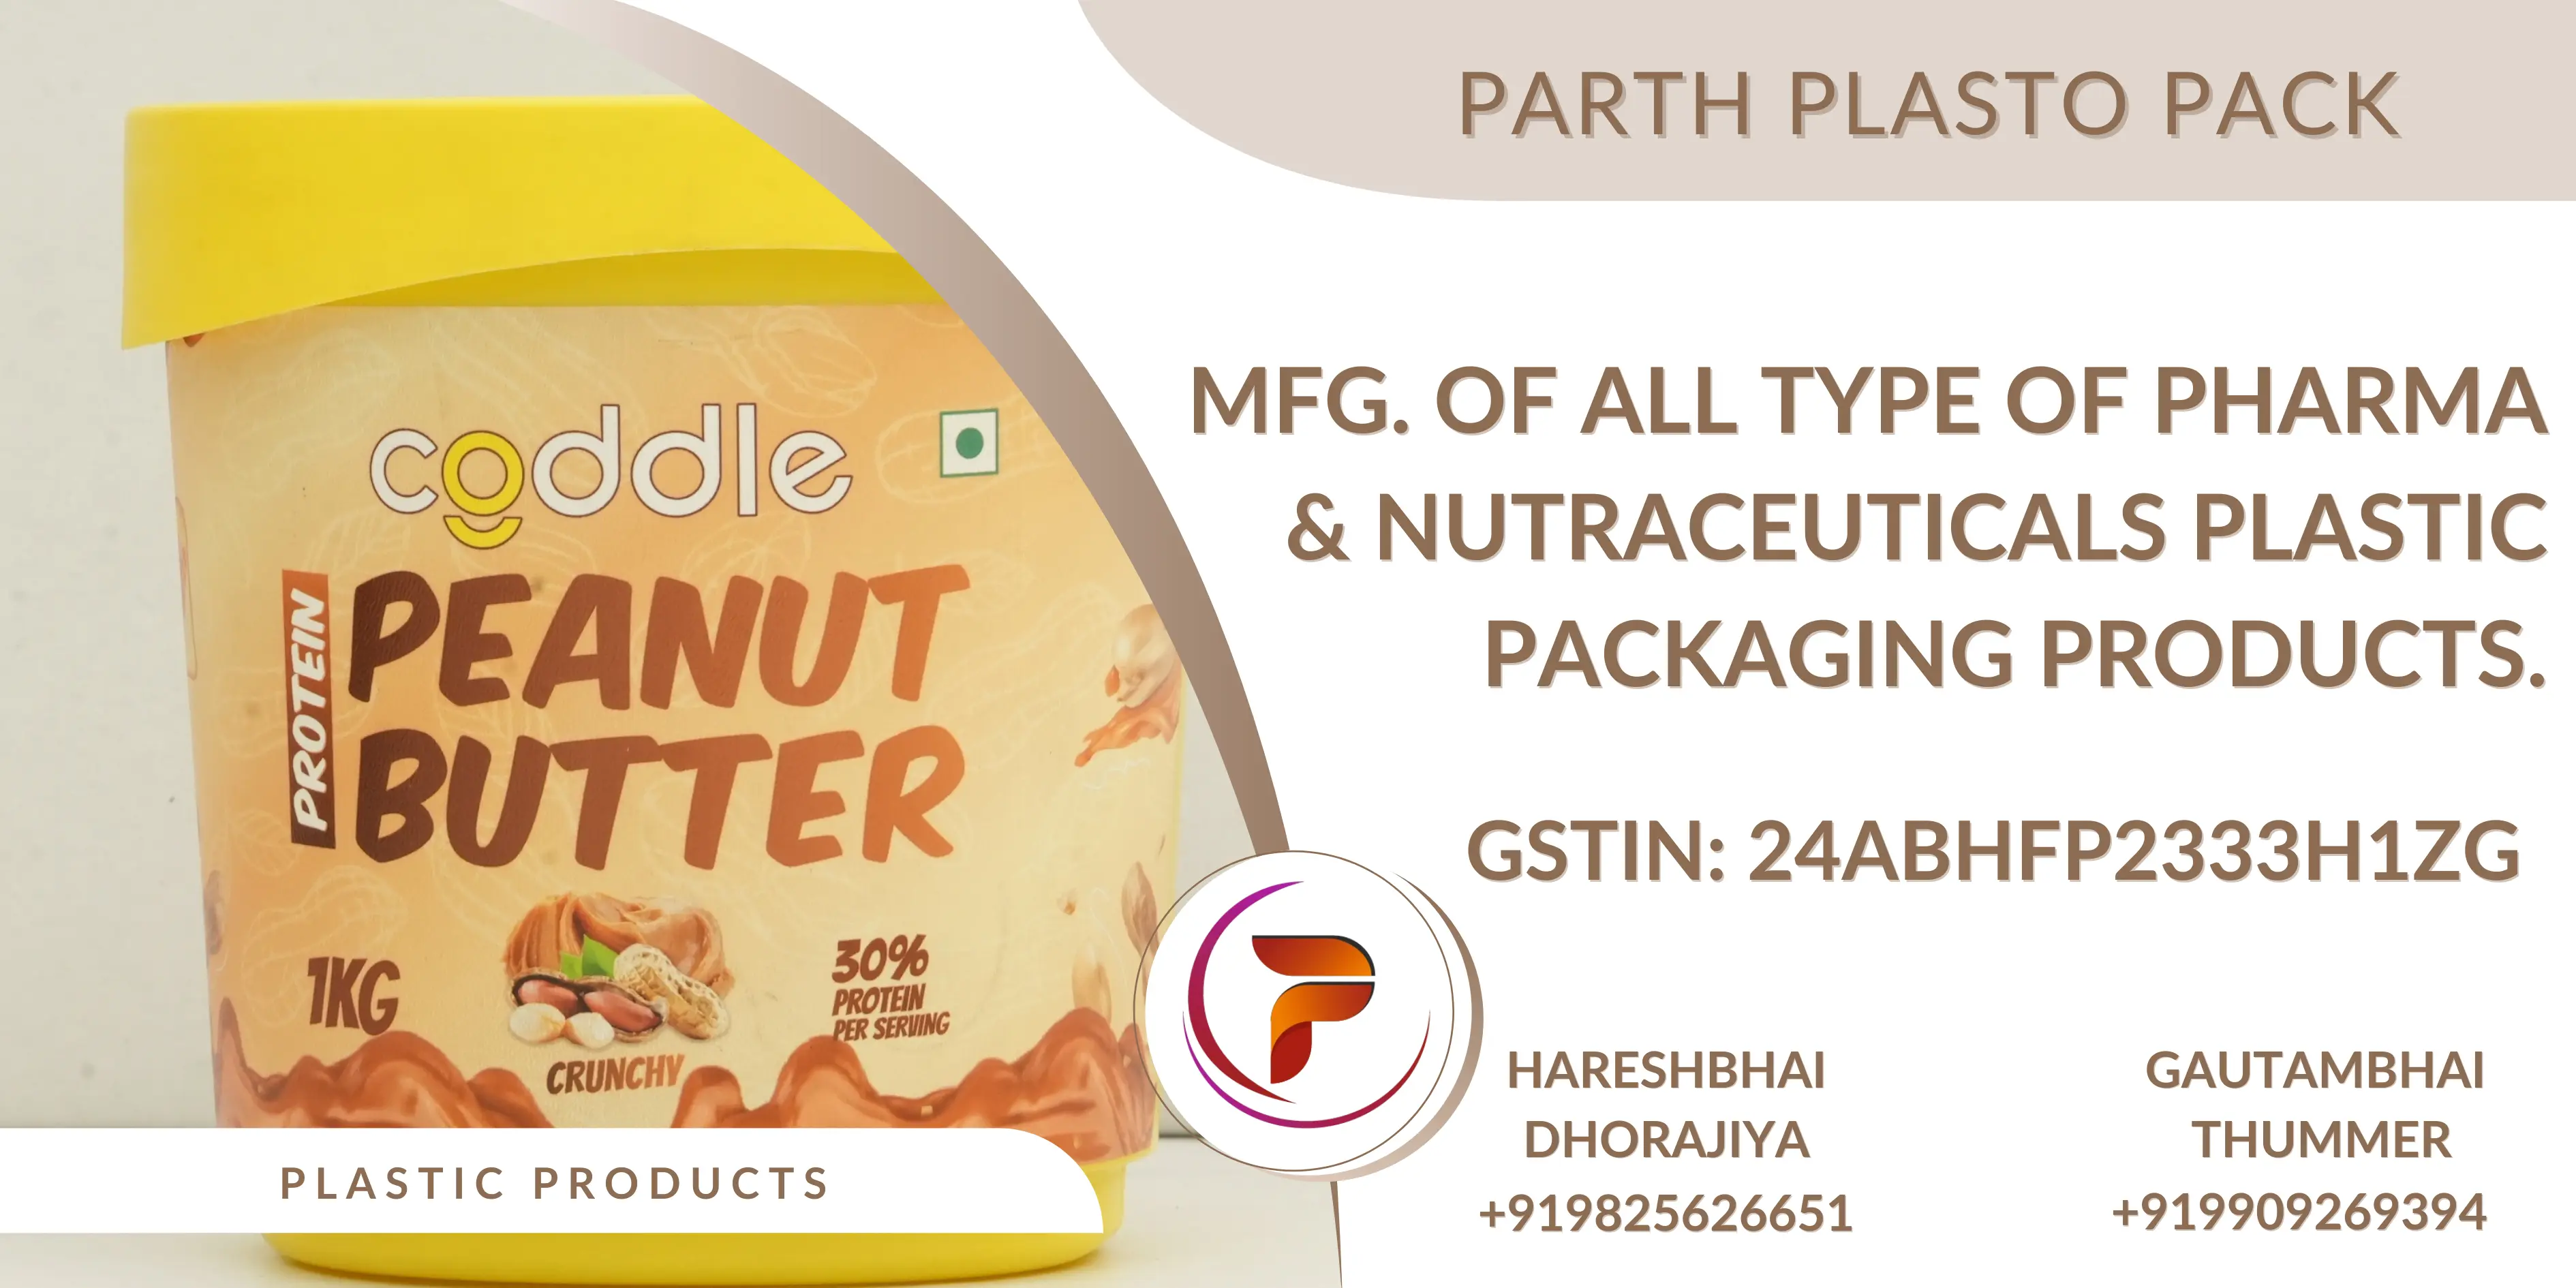 PARTH PLASTO PACK
MFG. OF ALL TYPE OF PHARMA
& NUTRACEUTICALS PLASTIC
PACKAGING PRODUCTS.
GSTIN: 24ABHFP2333H1ZG
HARESHBHAI
DHORAJIYA
+919825626651
GAUTAMBHAI
THUMMER
+919909269394
coddle
PROTEIN
PEANUT
BUTTER
1KG
30%
PROTEIN
PER SERVING
CRUNCHY
PLASTIC PRODUCTS